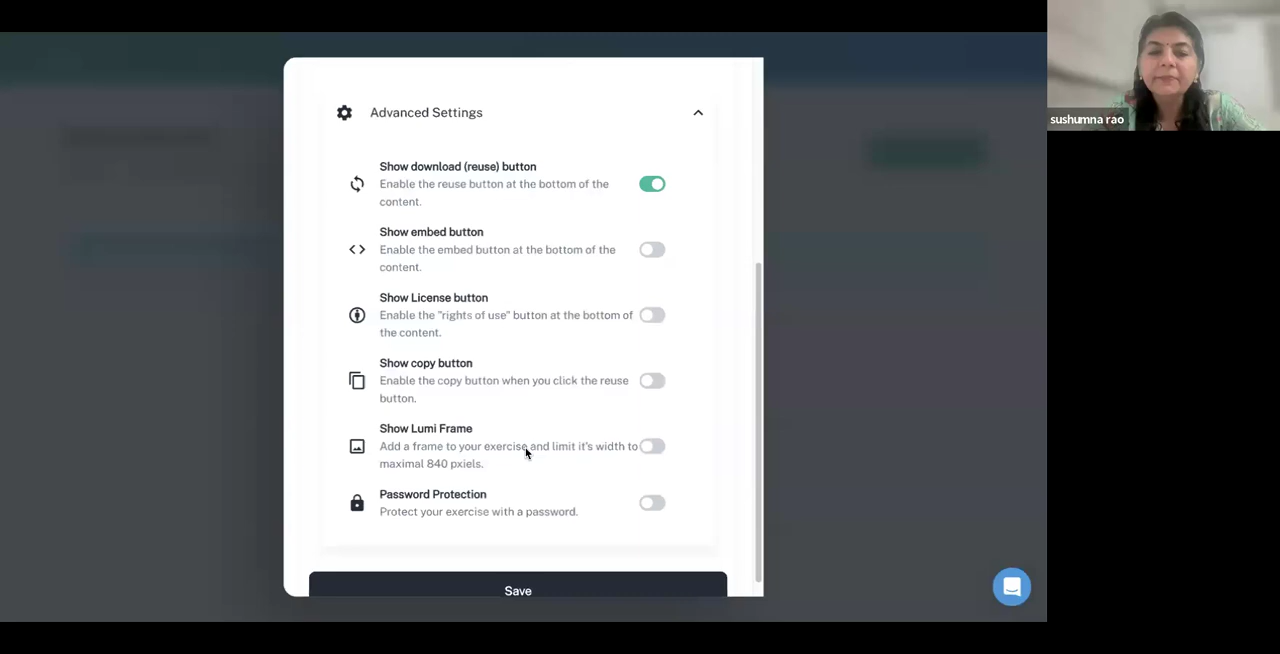 Advanced Settings
Show download (reuse) button
Enable the reuse button at the bottom of the
content.
Show embed button
Enable the embed button at the bottom of the
content.
Show License button
Enable the "rights of use" button at the bottom of
the content.
Show copy button
Enable the copy button when you click the reuse
button.
Show Lumi Frame
Add a frame to your exercise and limit it's width to
maximal 840 pxiels.
Password Protection
Protect your exercise with a password.
Save
sushumna rao